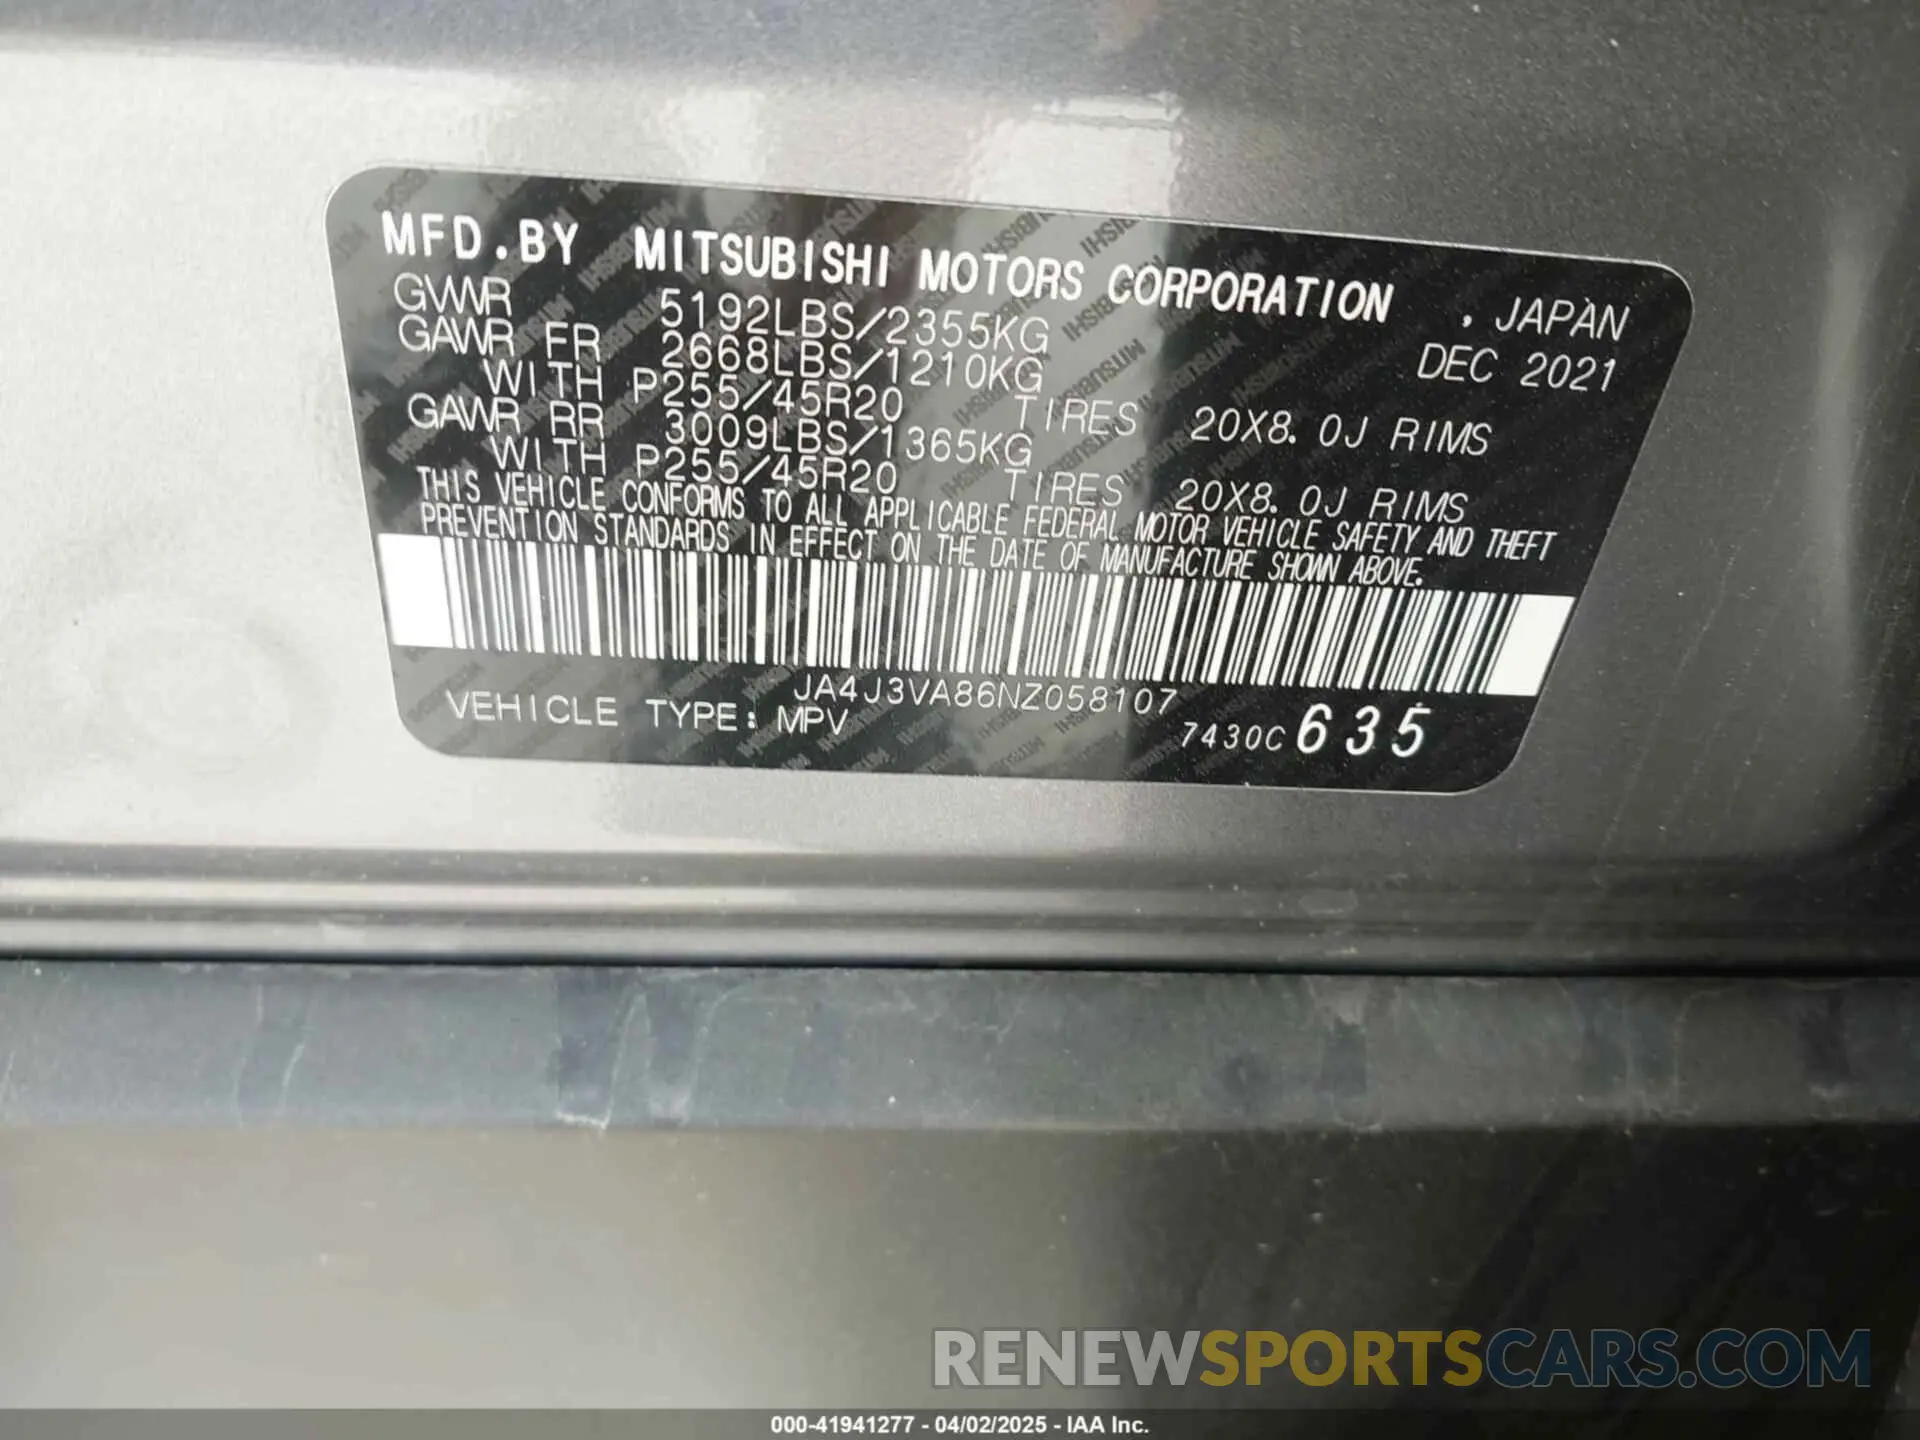 MFD.BY MITSUBISHI MOTORS CORPORATION , JAPAN
GVWR 5192LBS/2355KG DEC 2021
GAWR FR 2668LBS/1210KG
WITH P255/45R20 TIRES 20X8.0J RIMS
GAWR RR 3009LBS/1365KG
WITH P255/45R20 TIRES 20X8.0J RIMS
THIS VEHICLE CONFORMS TO ALL APPLICABLE FEDERAL MOTOR VEHICLE SAFETY AND THEFT
PREVENTION STANDARDS IN EFFECT ON THE DATE OF MANUFACTURE SHOWN ABOVE.
JA4J3VA86NZ058107
VEHICLE TYPE: MPV 7430C 635
RENEWSPORTSCARS.COM
000-41941277 - 04/02/2025 - IAA Inc.